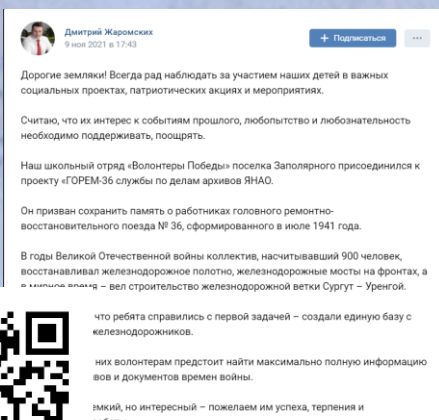 Дмитрий Жаромских
9 ноя 2021 в 17:43
+ Подписаться
Дорогие земляки! Всегда рад наблюдать за участием наших детей в важных
социальных проектах, патриотических акциях и мероприятиях.
Считаю, что их интерес к событиям прошлого, любопытство и любознательность
необходимо поддерживать, поощрять.
Наш школьный отряд «Волонтеры Победы» поселка Заполярного присоединился к
проекту «ГОРЕМ-36 службы по делам архивов ЯНАО.
Он призван сохранить память о работниках головного ремонтно-
восстановительного поезда № 36, сформированного в июле 1941 года.
В годы Великой Отечественной войны коллектив, насчитывавший 900 человек,
восстанавливал железнодорожное полотно, железнодорожные мосты на фронтах, а
в мирное время – вел строительство железнодорожной ветки Сургут – Уренгой.
что ребята справились с первой задачей – создали единую базу с
железнодорожников.
них волонтерам предстоит найти максимально полную информацию
вов и документов времен войны.
емкий, но интересный – пожелаем им успеха, терпения и